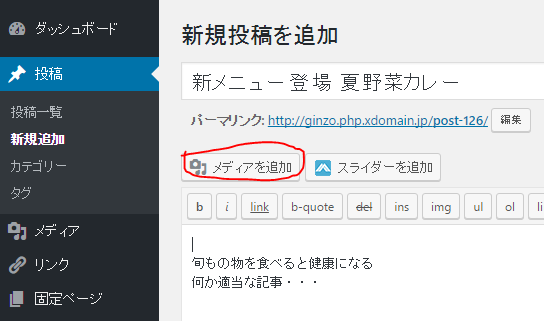 ダッシュボード
投稿
投稿一覧
新規追加
カテゴリー
タグ
メディア
リンク
固定ページ
新規投稿を追加
新メニュー登場 夏野菜カレー
パーマリンク: http://ginzo.php.xdomain.jp/post-126/ 編集
メディアを追加 スライダーを追加
b i link b-quote del ins img ul ol li
旬もの物を食べると健康になる
何か適当な記事・・・